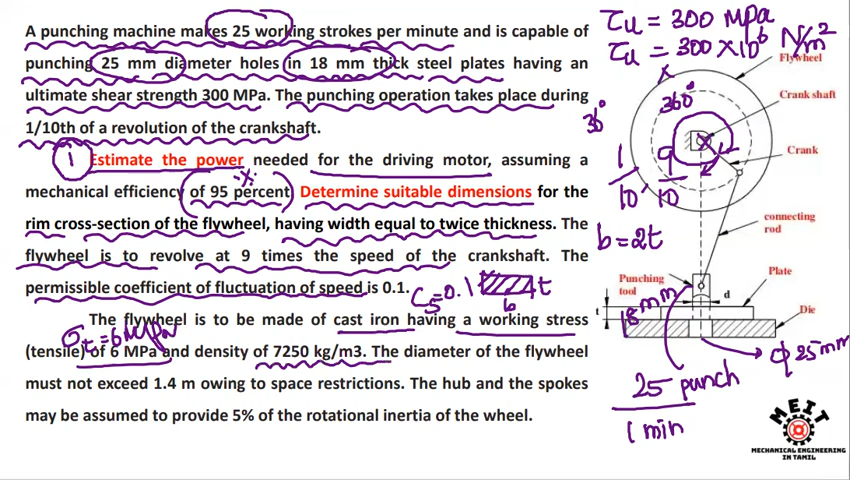 A punching machine makes 25 working strokes per minute and is capable of
punching 25 mm diameter holes in 18 mm thick steel plates having an
ultimate shear strength 300 MPa. The punching operation takes place during
1/10th of a revolution of the crankshaft.
1 Estimate the power needed for the driving motor, assuming a
mechanical efficiency of 95 percent. Determine suitable dimensions for the
rim cross-section of the flywheel, having width equal to twice thickness. The
flywheel is to revolve at 9 times the speed of the crankshaft. The
permissible coefficient of fluctuation of speed is 0.1.
Cs=0.1
t
b
The flywheel is to be made of cast iron having a working stress
σt=6MPa
(tensile) of 6 MPa and density of 7250 kg/m3. The diameter of the flywheel
must not exceed 1.4 m owing to space restrictions. The hub and the spokes
may be assumed to provide 5% of the rotational inertia of the wheel.
τu = 300 MPa
τu = 300×10⁶ N/m²
Flywheel
360°
Crank shaft
36°
1/10
9/10
Crank
b=2t
connecting
rod
Punching
tool
Plate
d
t
18mm
Die
ϕ 25mm
25 punch
1 min
MEIT
MECHANICAL ENGINEERING
IN TAMIL